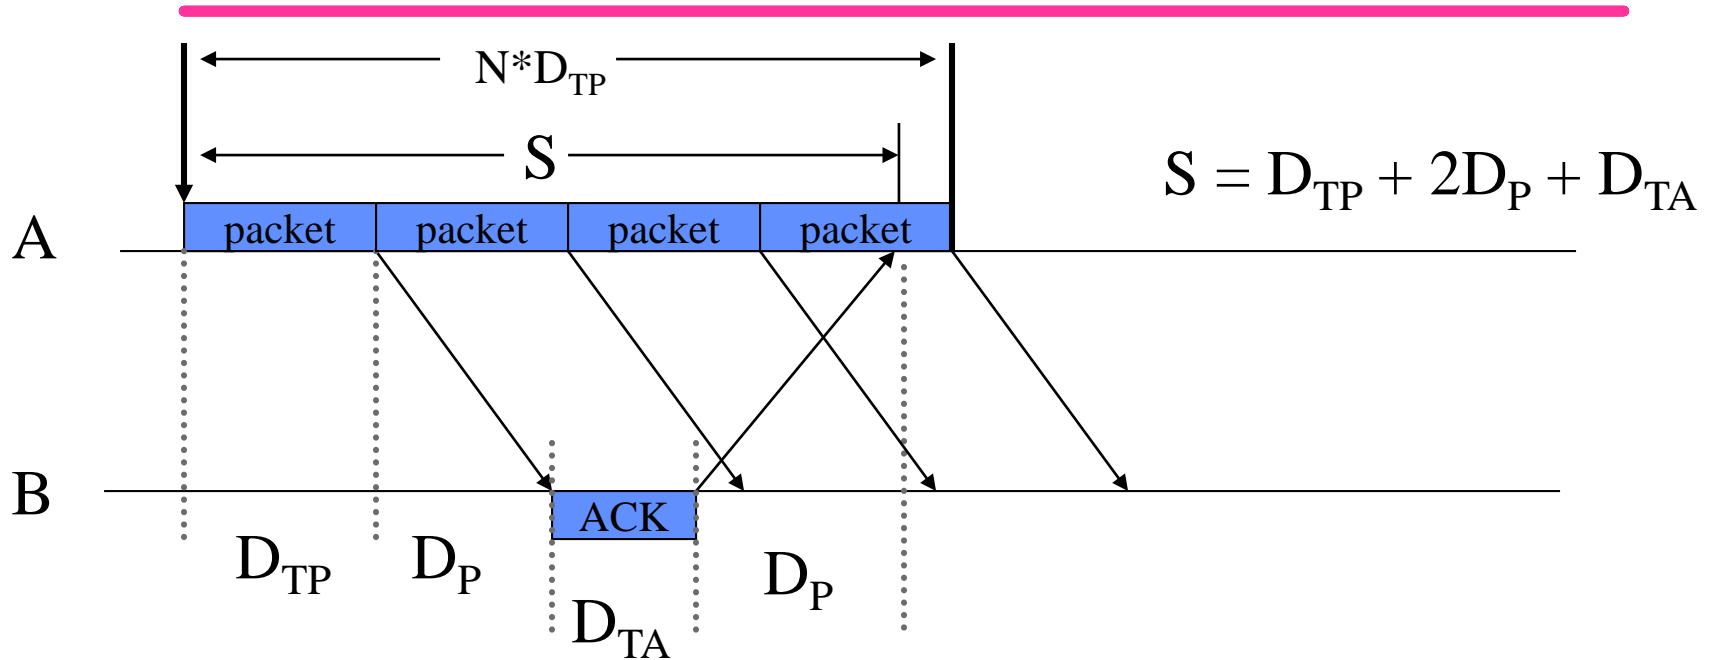 N*D_TP
S
S = D_TP + 2D_P + D_TA
A
packet packet packet packet
B
ACK
D_TP D_P D_P
D_TA